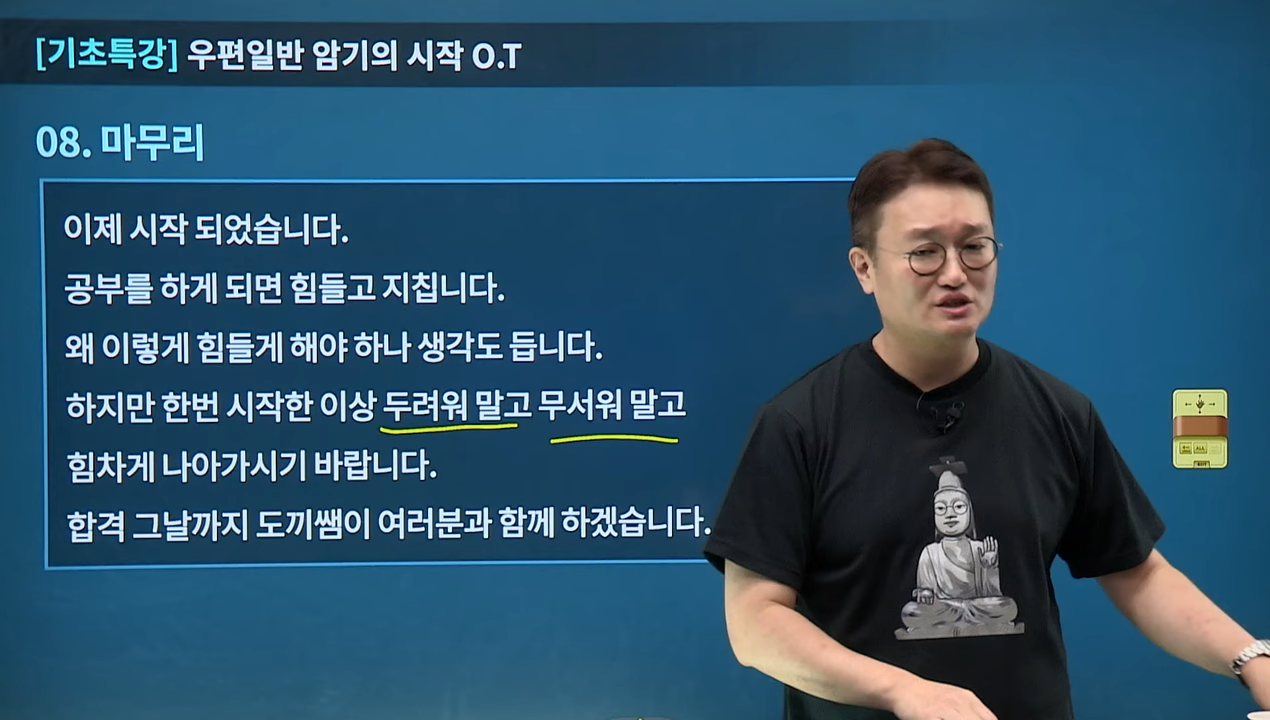 [기초특강] 우편일반 암기의 시작 O.T
08. 마무리
이제 시작 되었습니다.
공부를 하게 되면 힘들고 지칩니다.
왜 이렇게 힘들게 해야 하나 생각도 듭니다.
하지만 한번 시작한 이상 두려워 말고 무서워 말고
힘차게 나아가시기 바랍니다.
합격 그날까지 도끼쌤이 여러분과 함께 하겠습니다.